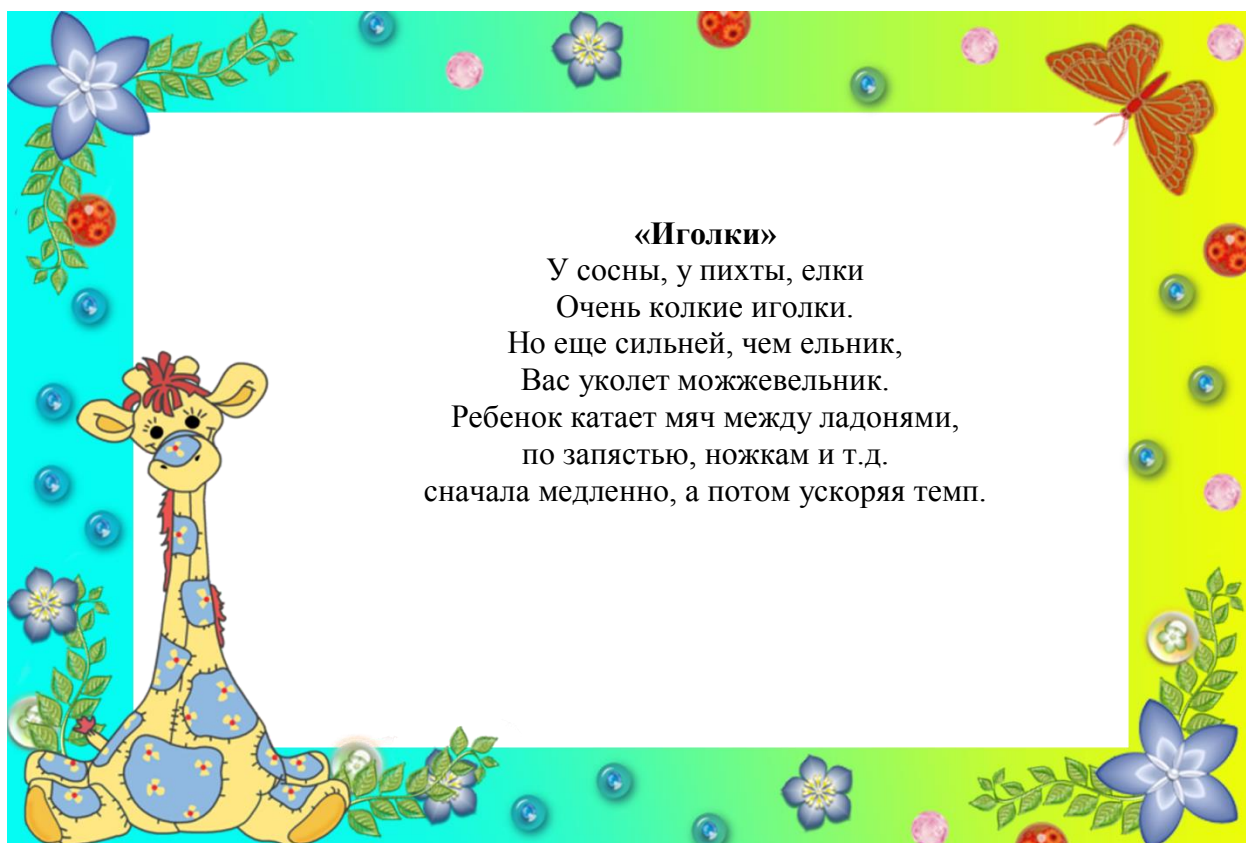 «Иголки»
У сосны, у пихты, елки
Очень колкие иголки.
Но еще сильней, чем ельник,
Вас уколет можжевельник.
Ребенок катает мяч между ладонями,
по запястью, ножкам и т.д.
сначала медленно, а потом ускоряя темп.